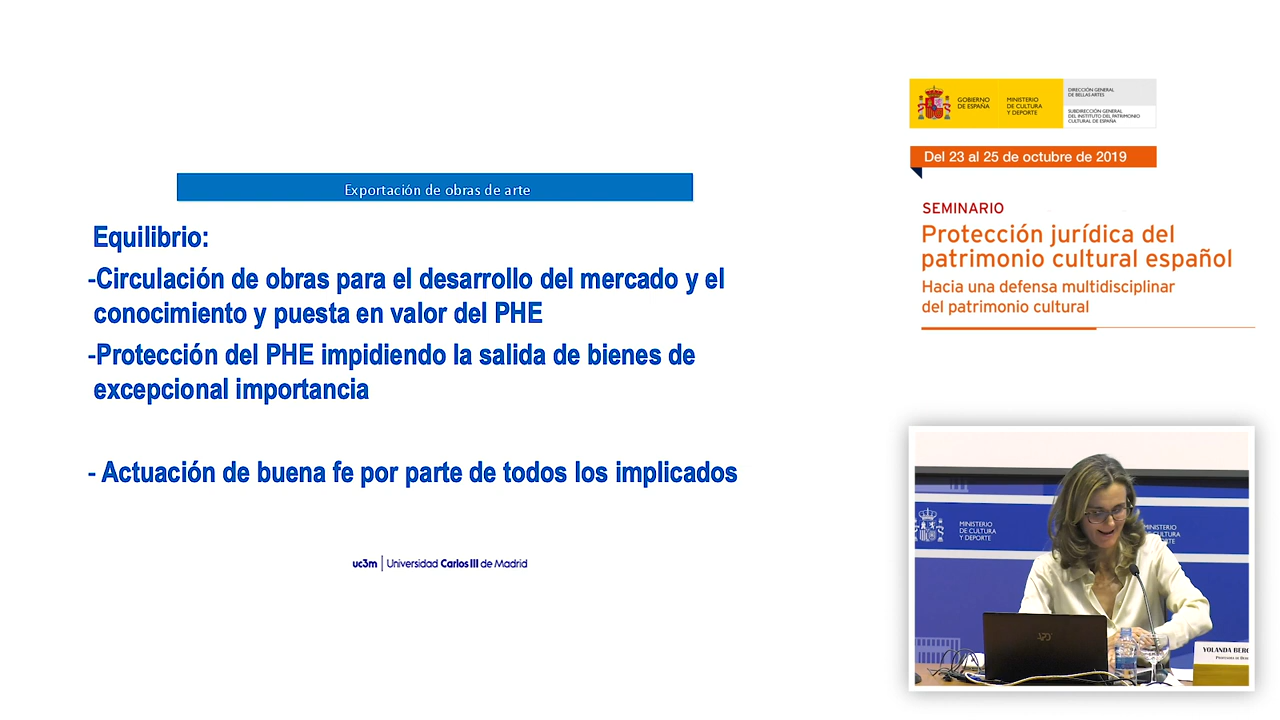 Exportación de obras de arte
Equilibrio:
-Circulación de obras para el desarrollo del mercado y el
conocimiento y puesta en valor del PHE
-Protección del PHE impidiendo la salida de bienes de
excepcional importancia
- Actuación de buena fe por parte de todos los implicados
uc3m | Universidad Carlos III de Madrid
GOBIERNO
DE ESPAÑA
MINISTERIO
DE CULTURA
Y DEPORTE
DIRECCIÓN GENERAL
DE BELLAS ARTES
SUBDIRECCIÓN GENERAL
DEL INSTITUTO DEL PATRIMONIO
CULTURAL DE ESPAÑA
Del 23 al 25 de octubre de 2019
SEMINARIO
Protección jurídica del
patrimonio cultural español
Hacia una defensa multidisciplinar
del patrimonio cultural
MINISTERIO
DE CULTURA
Y DEPORTE
MINISTERIO
YOLANDA